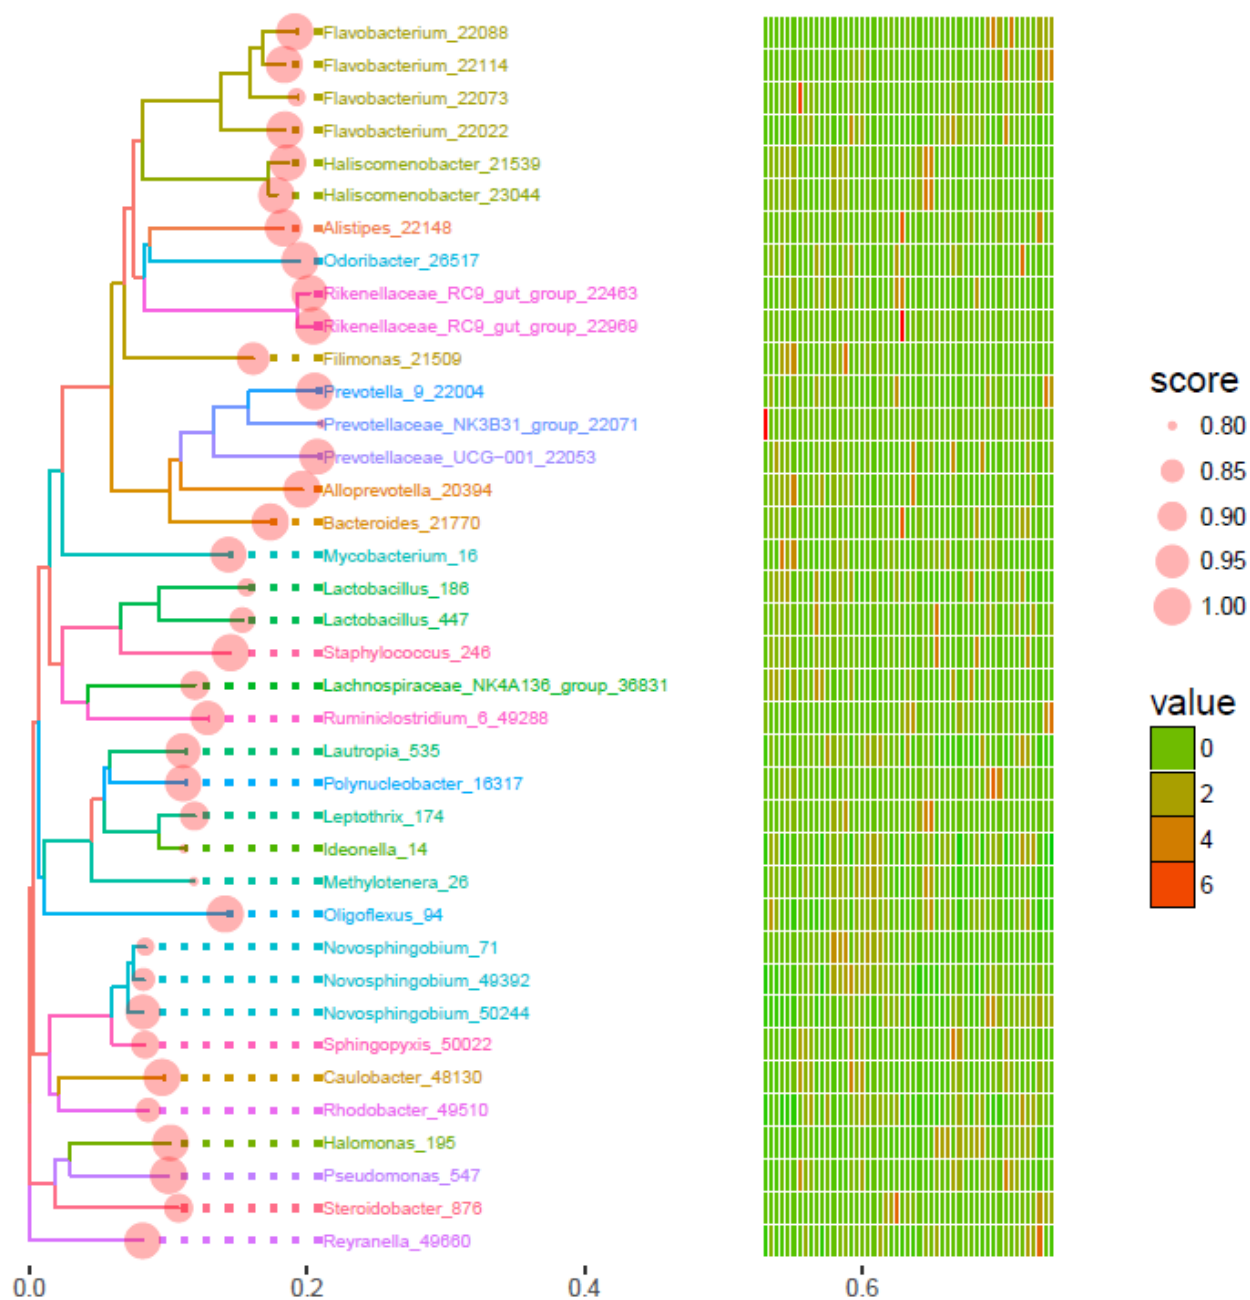 Flavobacterium_22088
Flavobacterium_22114
Flavobacterium_22073
Flavobacterium_22022
Haliscomenobacter_21539
Haliscomenobacter_23044
Alistipes_22148
Odoribacter_26517
Rikenellaceae_RC9_gut_group_22463
Rikenellaceae_RC9_gut_group_22969
Filimonas_21509
Prevotella_9_22004
Prevotellaceae_NK3B31_group_22071
Prevotellaceae_UCG-001_22053
Alloprevotella_20394
Bacteroides_21770
Mycobacterium_16
Lactobacillus_186
Lactobacillus_447
Staphylococcus_246
Lachnospiraceae_NK4A136_group_36831
Ruminiclostridium_6_49288
Lautropia_535
Polynucleobacter_16317
Leptothrix_174
Ideonella_14
Methylotenera_26
Oligoflexus_94
Novosphingobium_71
Novosphingobium_49392
Novosphingobium_50244
Sphingopyxis_50022
Caulobacter_48130
Rhodobacter_49510
Halomonas_195
Pseudomonas_547
Steroidobacter_876
Reyranella_49660
0.0 0.2 0.4 0.6
score
0.80
0.85
0.90
0.95
1.00
value
0
2
4
6